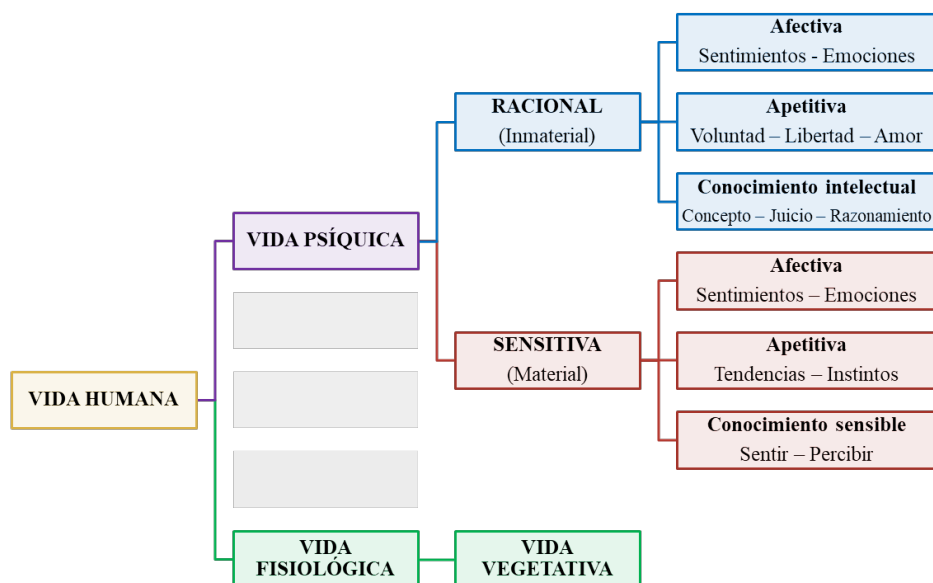 Afectiva
Sentimientos - Emociones
RACIONAL
(Inmaterial)
Apetitiva
Voluntad – Libertad – Amor
Conocimiento intelectual
Concepto – Juicio – Razonamiento
VIDA PSÍQUICA
Afectiva
Sentimientos – Emociones
SENSITIVA
(Material)
Apetitiva
Tendencias – Instintos
VIDA HUMANA
Conocimiento sensible
Sentir – Percibir
VIDA
FISIOLÓGICA
VIDA
VEGETATIVA